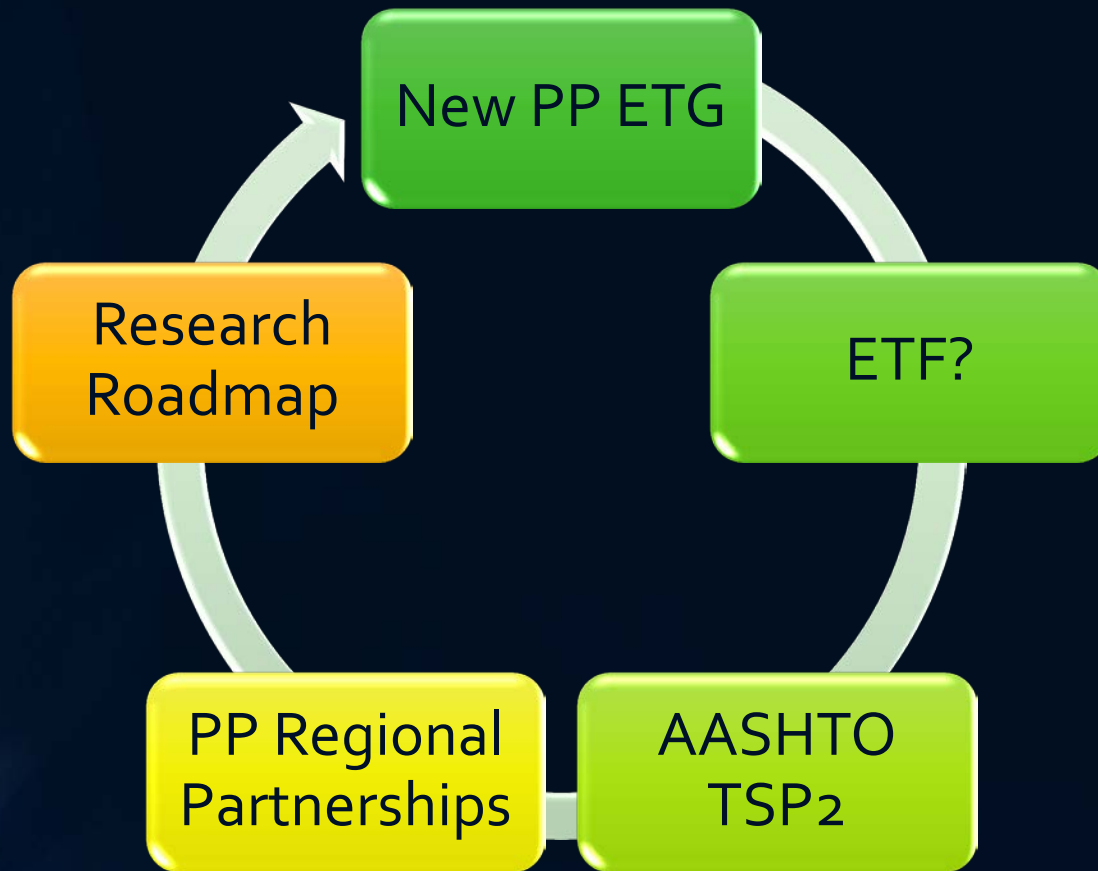 New PP ETG
ETF?
AASHTO
TSP2
PP Regional
Partnerships
Research
Roadmap